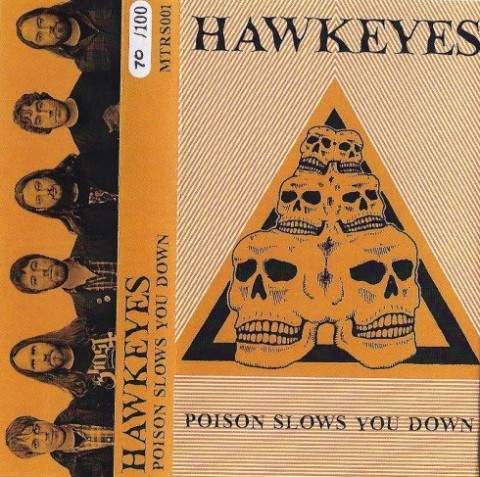 70 /100
MTRS001
HAWKEYES
POISON SLOWS YOU DOWN
HAWKEYES
POISON SLOWS YOU DOWN